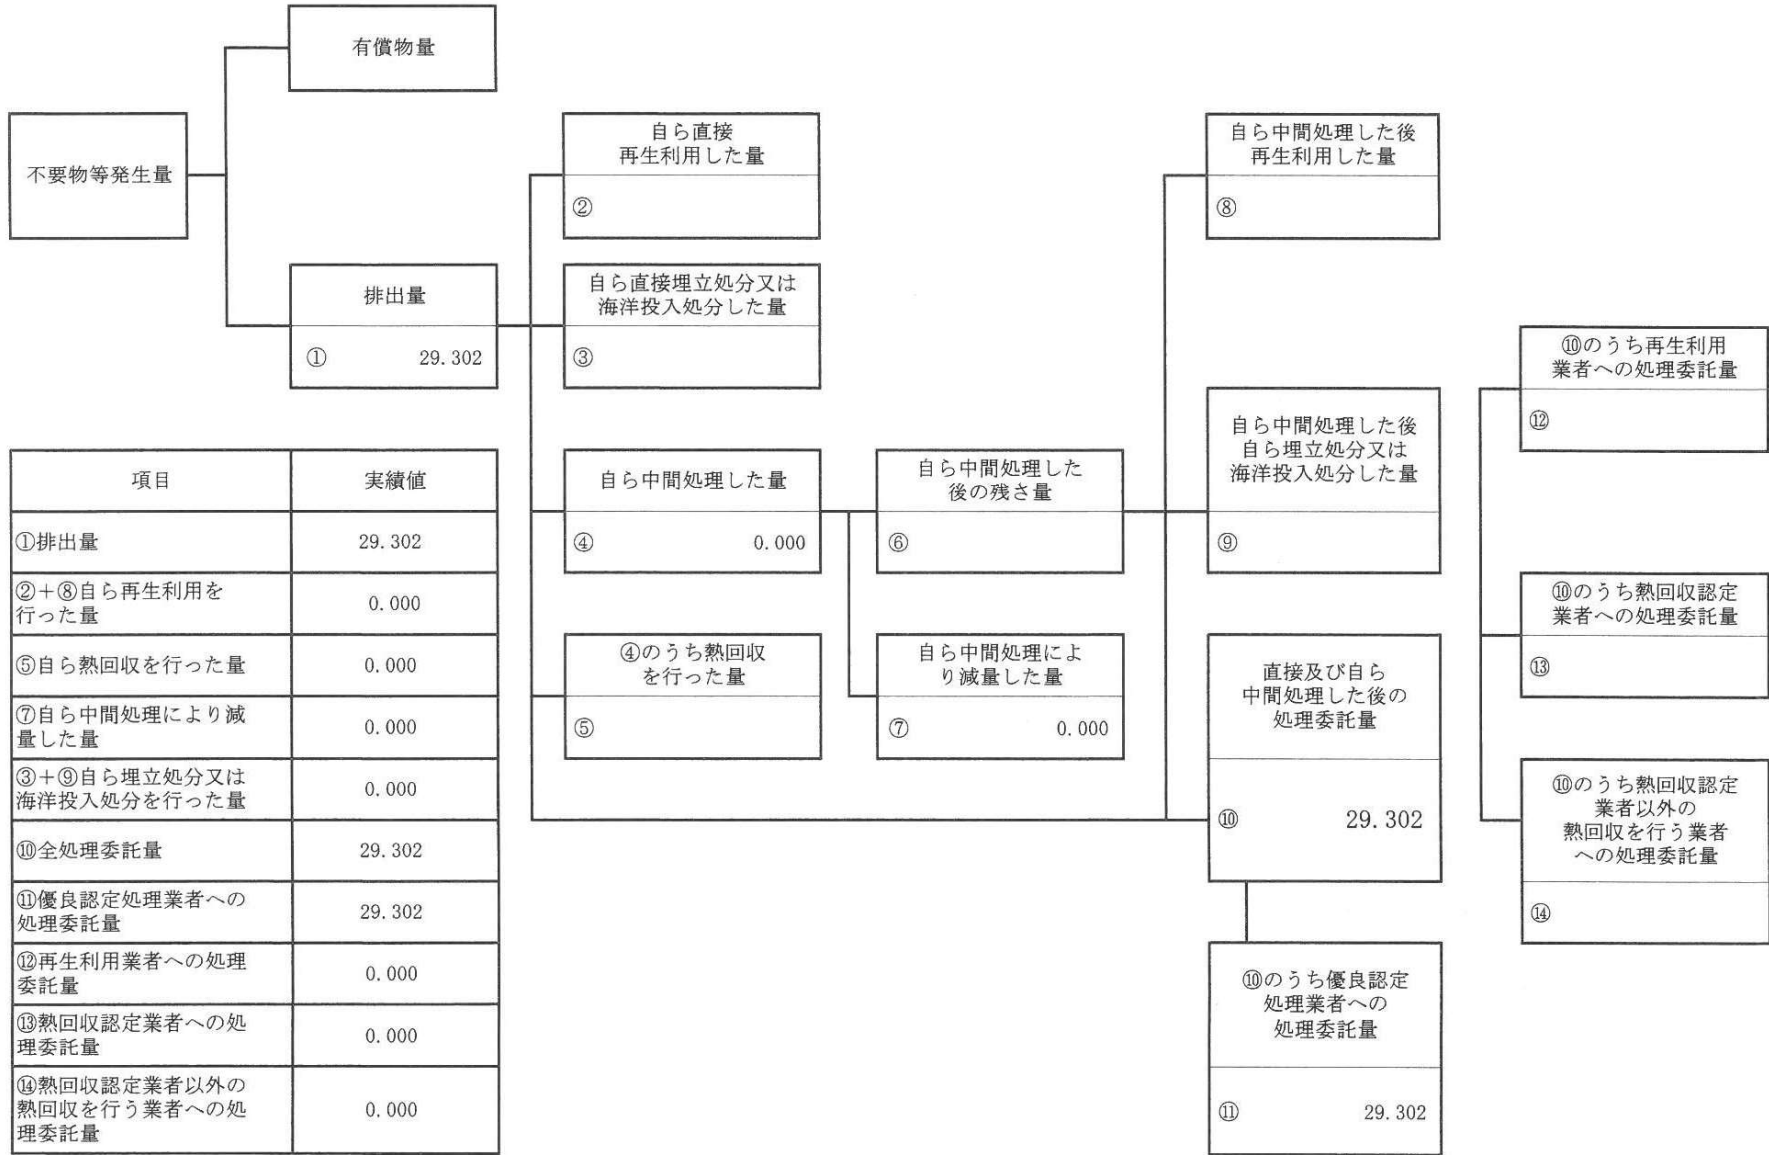 有償物量
不要物等発生量
排出量
① 29.302
自ら直接
再生利用した量
②
自ら直接埋立処分又は
海洋投入処分した量
③
自ら中間処理した量
④ 0.000
④のうち熱回収
を行った量
⑤
自ら中間処理した
後の残さ量
⑥
自ら中間処理によ
り減量した量
⑦ 0.000
自ら中間処理した後
再生利用した量
⑧
自ら中間処理した後
自ら埋立処分又は
海洋投入処分した量
⑨
直接及び自ら
中間処理した後の
処理委託量
⑩ 29.302
⑩のうち優良認定
処理業者への
処理委託量
⑪ 29.302
⑩のうち再生利用
業者への処理委託量
⑫
⑩のうち熱回収認定
業者への処理委託量
⑬
⑩のうち熱回収認定
業者以外の
熱回収を行う業者
への処理委託量
⑭
項目 実績値
①排出量 29.302
②+⑧自ら再生利用を
行った量 0.000
⑤自ら熱回収を行った量 0.000
⑦自ら中間処理により減
量した量 0.000
③+⑨自ら埋立処分又は
海洋投入処分を行った量 0.000
⑩全処理委託量 29.302
⑪優良認定処理業者への
処理委託量 29.302
⑫再生利用業者への処理
委託量 0.000
⑬熱回収認定業者への処
理委託量 0.000
⑭熱回収認定業者以外の
熱回収を行う業者への処
理委託量 0.000